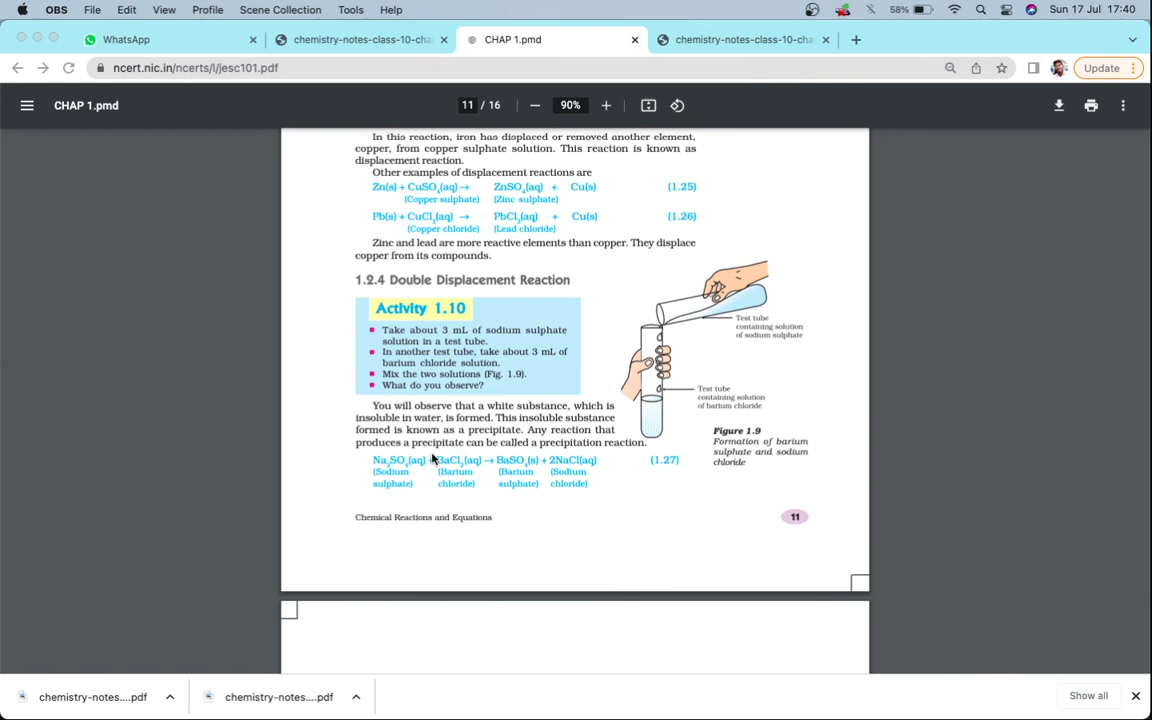 OBS File Edit View Profile Scene Collection Tools Help 58% Sun 17 Jul 17:40
WhatsApp chemistry-notes-class-10-cha CHAP 1.pmd chemistry-notes-class-10-cha
ncert.nic.in/ncerts/l/jesc101.pdf Update
CHAP 1.pmd 11 / 16 90%
In this reaction, iron has displaced or removed another element,
copper, from copper sulphate solution. This reaction is known as
displacement reaction.
Other examples of displacement reactions are
Zn(s) + CuSO₄(aq) → ZnSO₄(aq) + Cu(s) (1.25)
(Copper sulphate) (Zinc sulphate)
Pb(s) + CuCl₂(aq) → PbCl₂(aq) + Cu(s) (1.26)
(Copper chloride) (Lead chloride)
Zinc and lead are more reactive elements than copper. They displace
copper from its compounds.
1.2.4 Double Displacement Reaction
Activity 1.10
Take about 3 mL of sodium sulphate
solution in a test tube.
In another test tube, take about 3 mL of
barium chloride solution.
Mix the two solutions (Fig. 1.9).
What do you observe?
Test tube
containing solution
of sodium sulphate
Test tube
containing solution
of barium chloride
Figure 1.9
Formation of barium
sulphate and sodium
chloride
You will observe that a white substance, which is
insoluble in water, is formed. This insoluble substance
formed is known as a precipitate. Any reaction that
produces a precipitate can be called a precipitation reaction.
Na₂SO₄(aq) + BaCl₂(aq) → BaSO₄(s) + 2NaCl(aq) (1.27)
(Sodium (Barium (Barium (Sodium
sulphate) chloride) sulphate) chloride)
Chemical Reactions and Equations 11
chemistry-notes....pdf chemistry-notes....pdf Show all